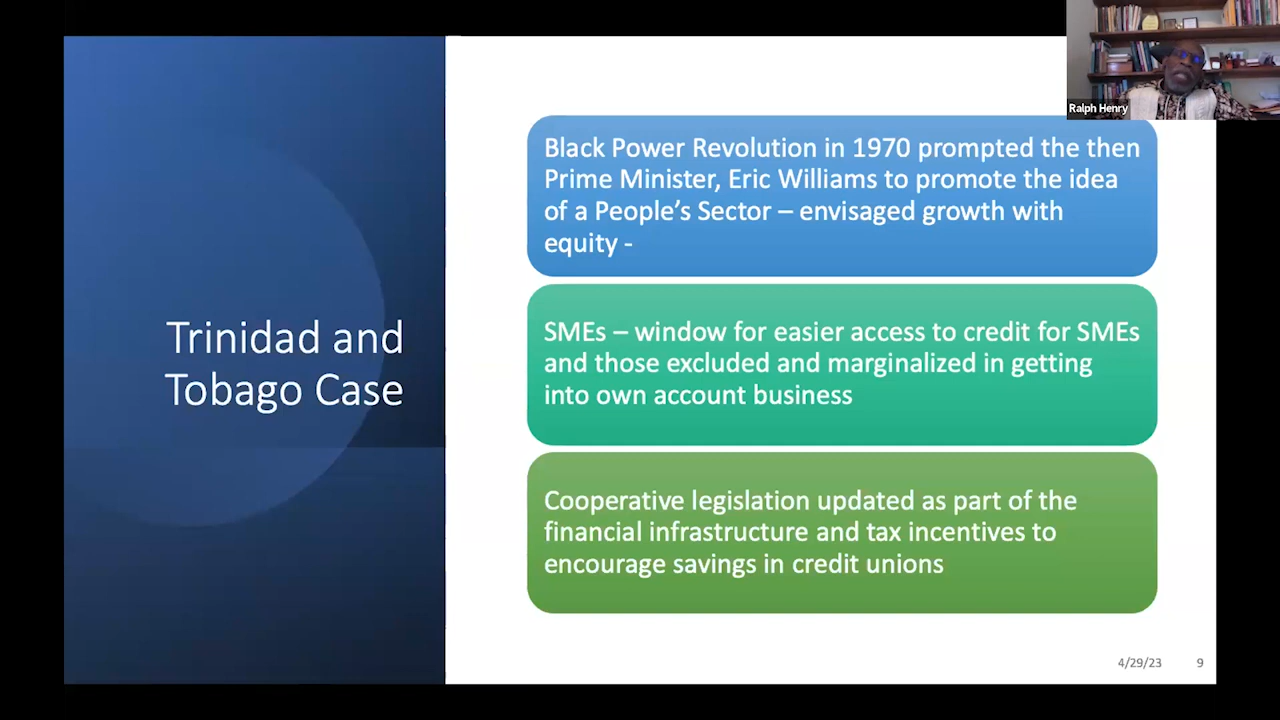 Ralph Henry
Trinidad and
Tobago Case
Black Power Revolution in 1970 prompted the then
Prime Minister, Eric Williams to promote the idea
of a People’s Sector – envisaged growth with
equity -
SMEs – window for easier access to credit for SMEs
and those excluded and marginalized in getting
into own account business
Cooperative legislation updated as part of the
financial infrastructure and tax incentives to
encourage savings in credit unions
4/29/23
9